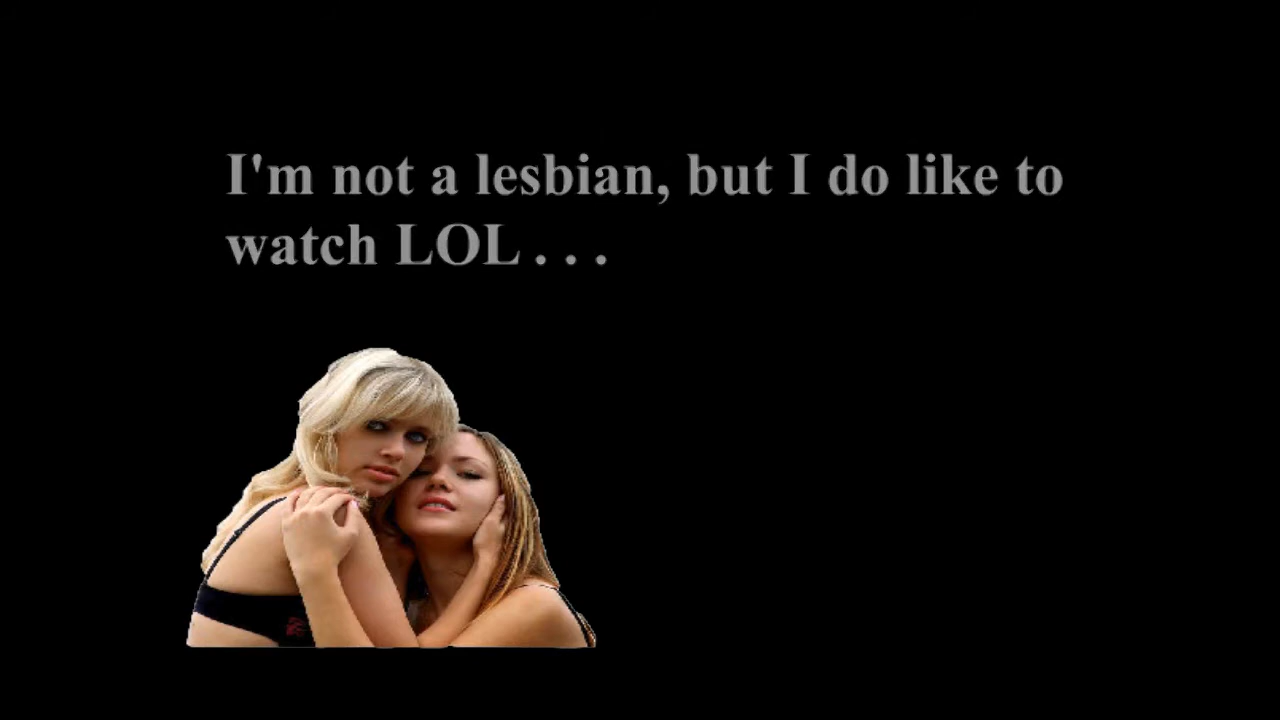 I'm not a lesbian, but I do like to
watch LOL . . .